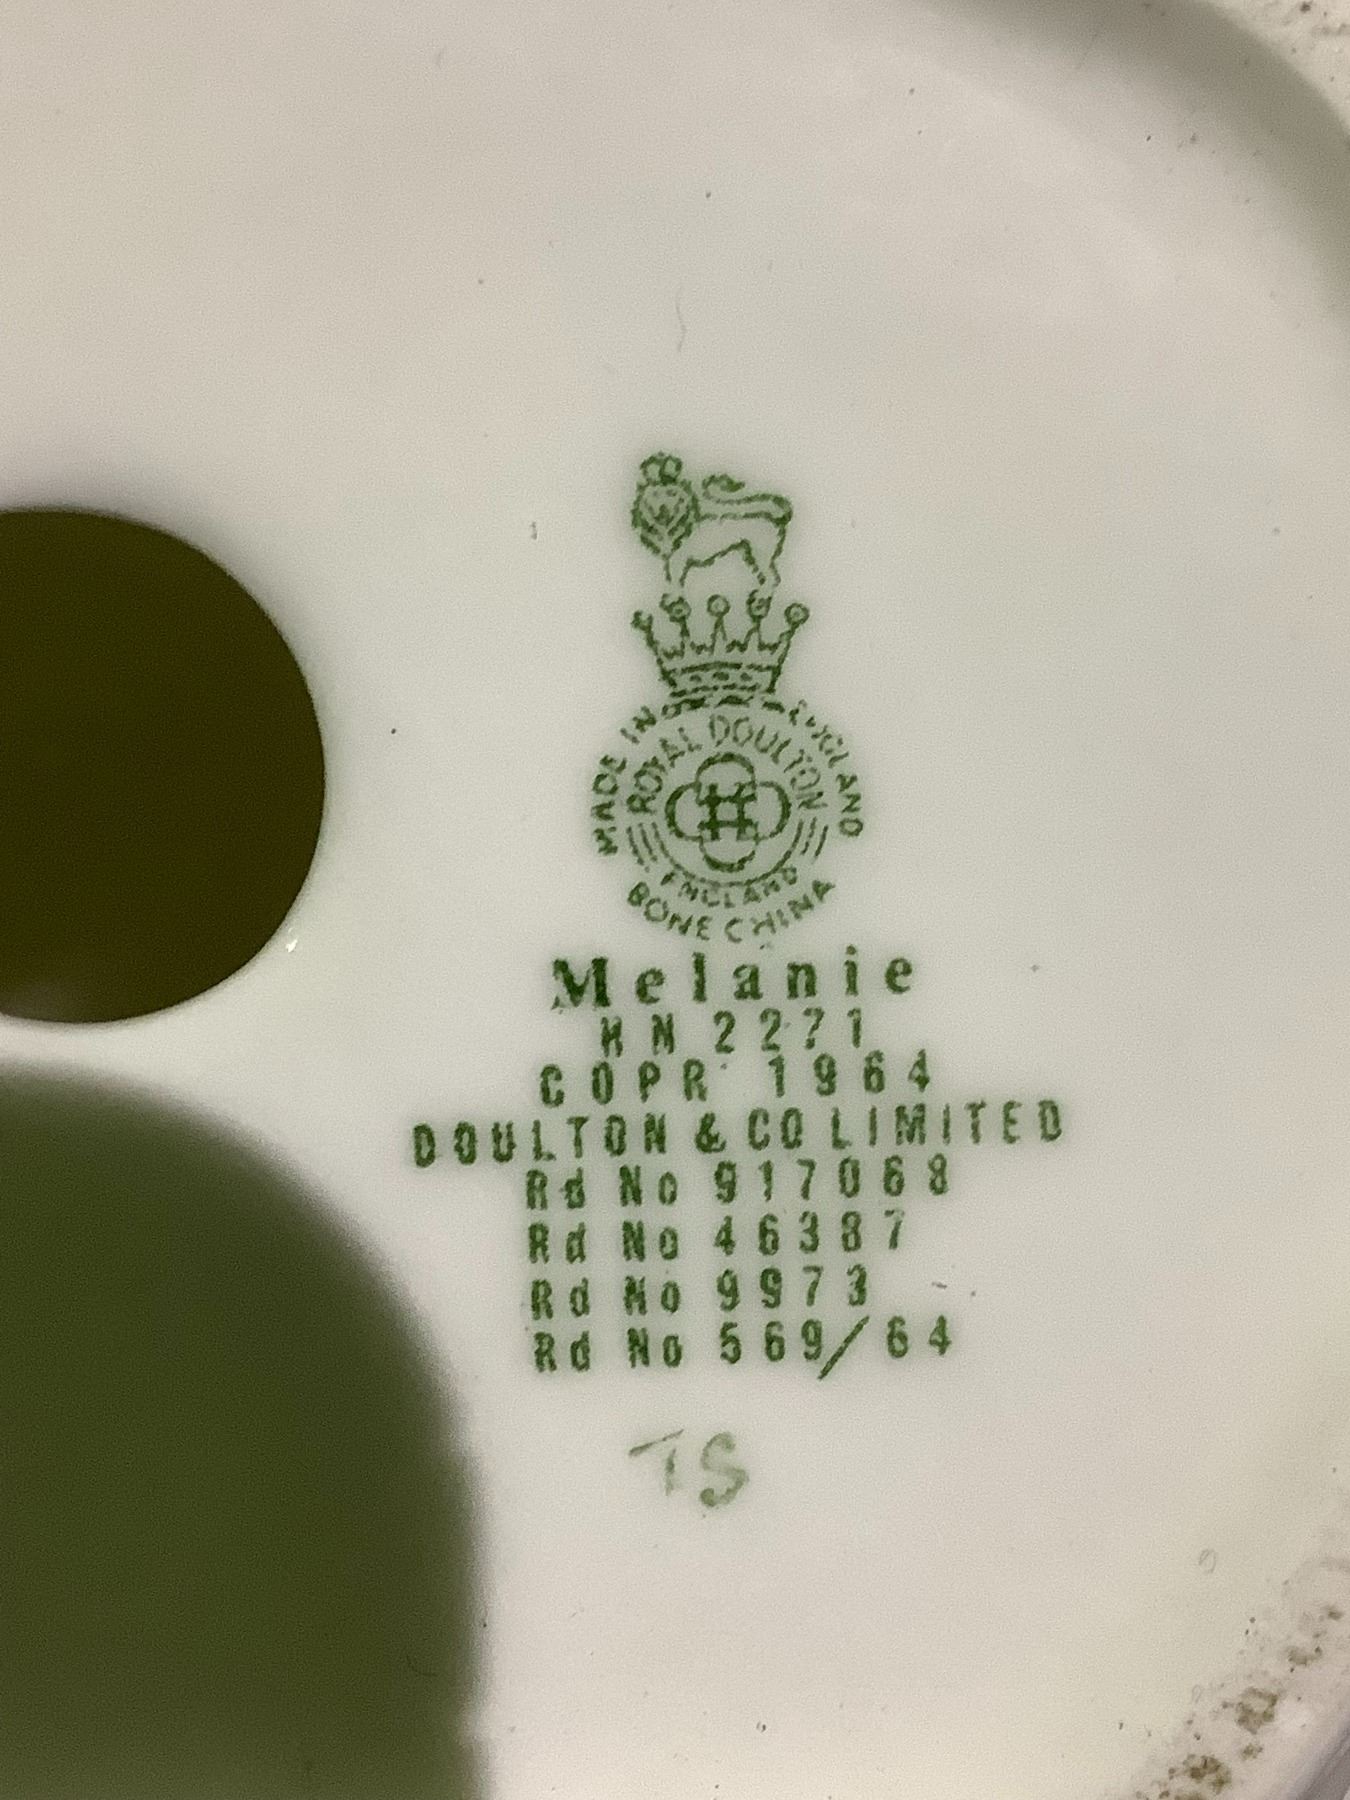 MADE IN ENGLAND
ROYAL DOULTON
ENGLAND
BONE CHINA
Melanie
HN 2271
COPR 1964
DOULTON & CO LIMITED
Rd No 917068
Rd No 46387
Rd No 9973
Rd No 569/64
TS